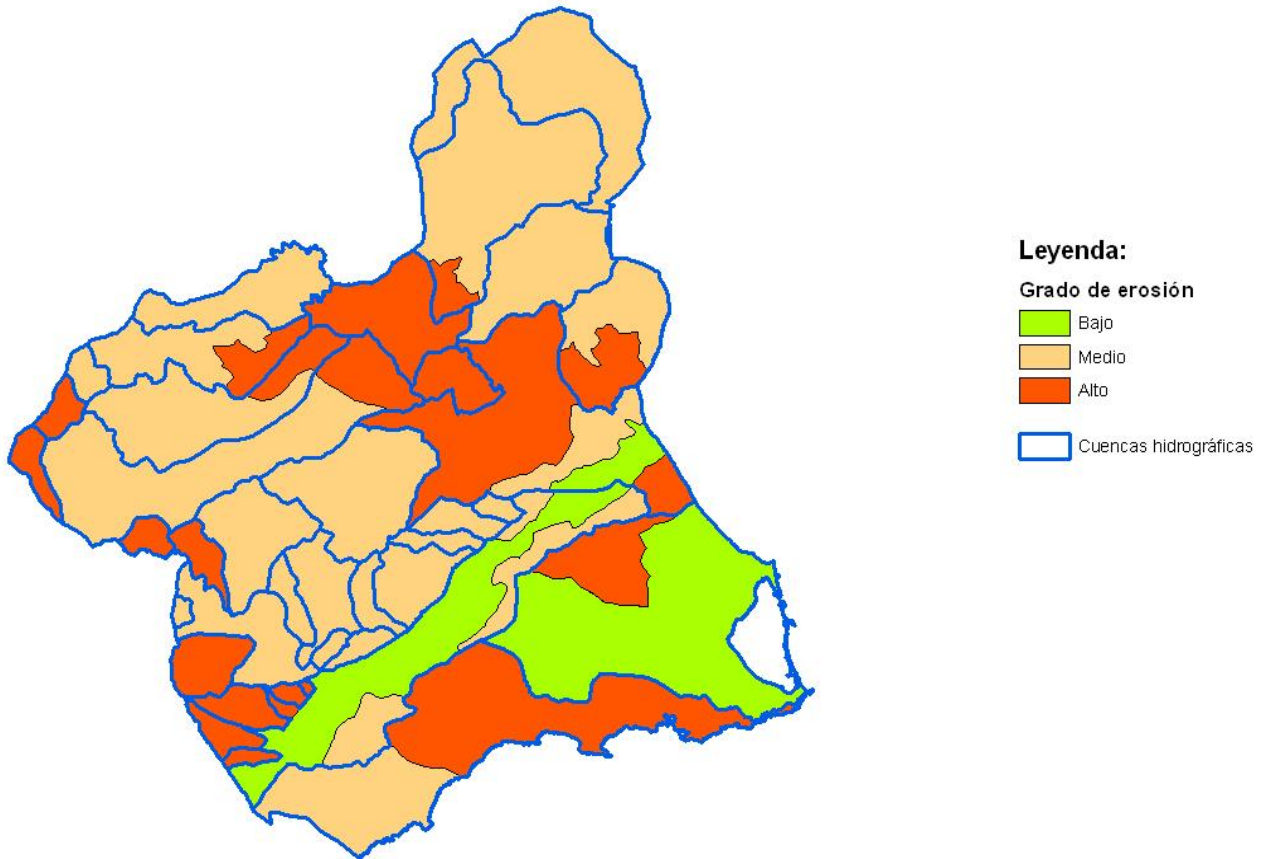 Leyenda:
Grado de erosión
Bajo
Medio
Alto
Cuencas hidrográficas